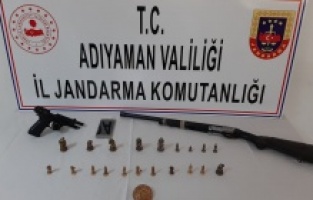 T.C.
ADIYAMAN VALİLİĞİ
İL JANDARMA KOMUTANLIĞI